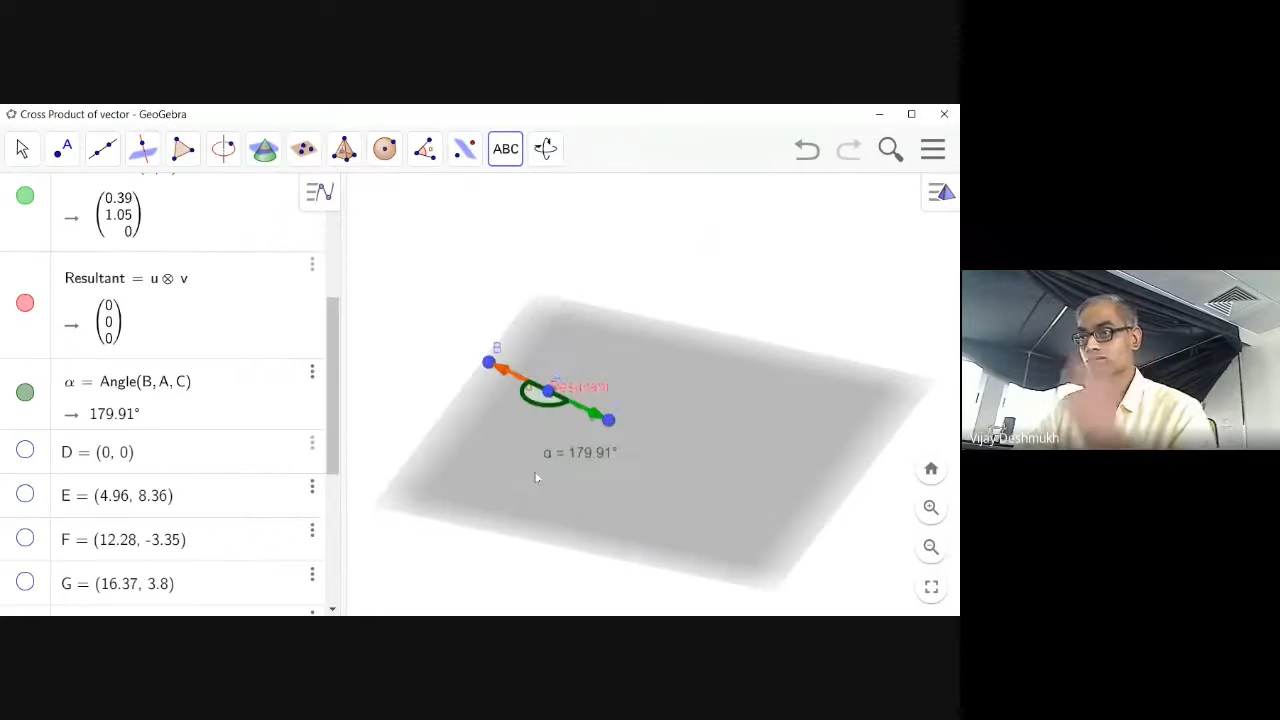 Cross Product of vector - GeoGebra
A
ABC
0.39
→ 1.05
0
Resultant = u ⊗ v
0
→ 0
0
α = Angle(B, A, C)
→ 179.91°
D = (0, 0)
E = (4.96, 8.36)
F = (12.28, -3.35)
G = (16.37, 3.8)
B
Resultant
α = 179.91°
Vijay Deshmukh